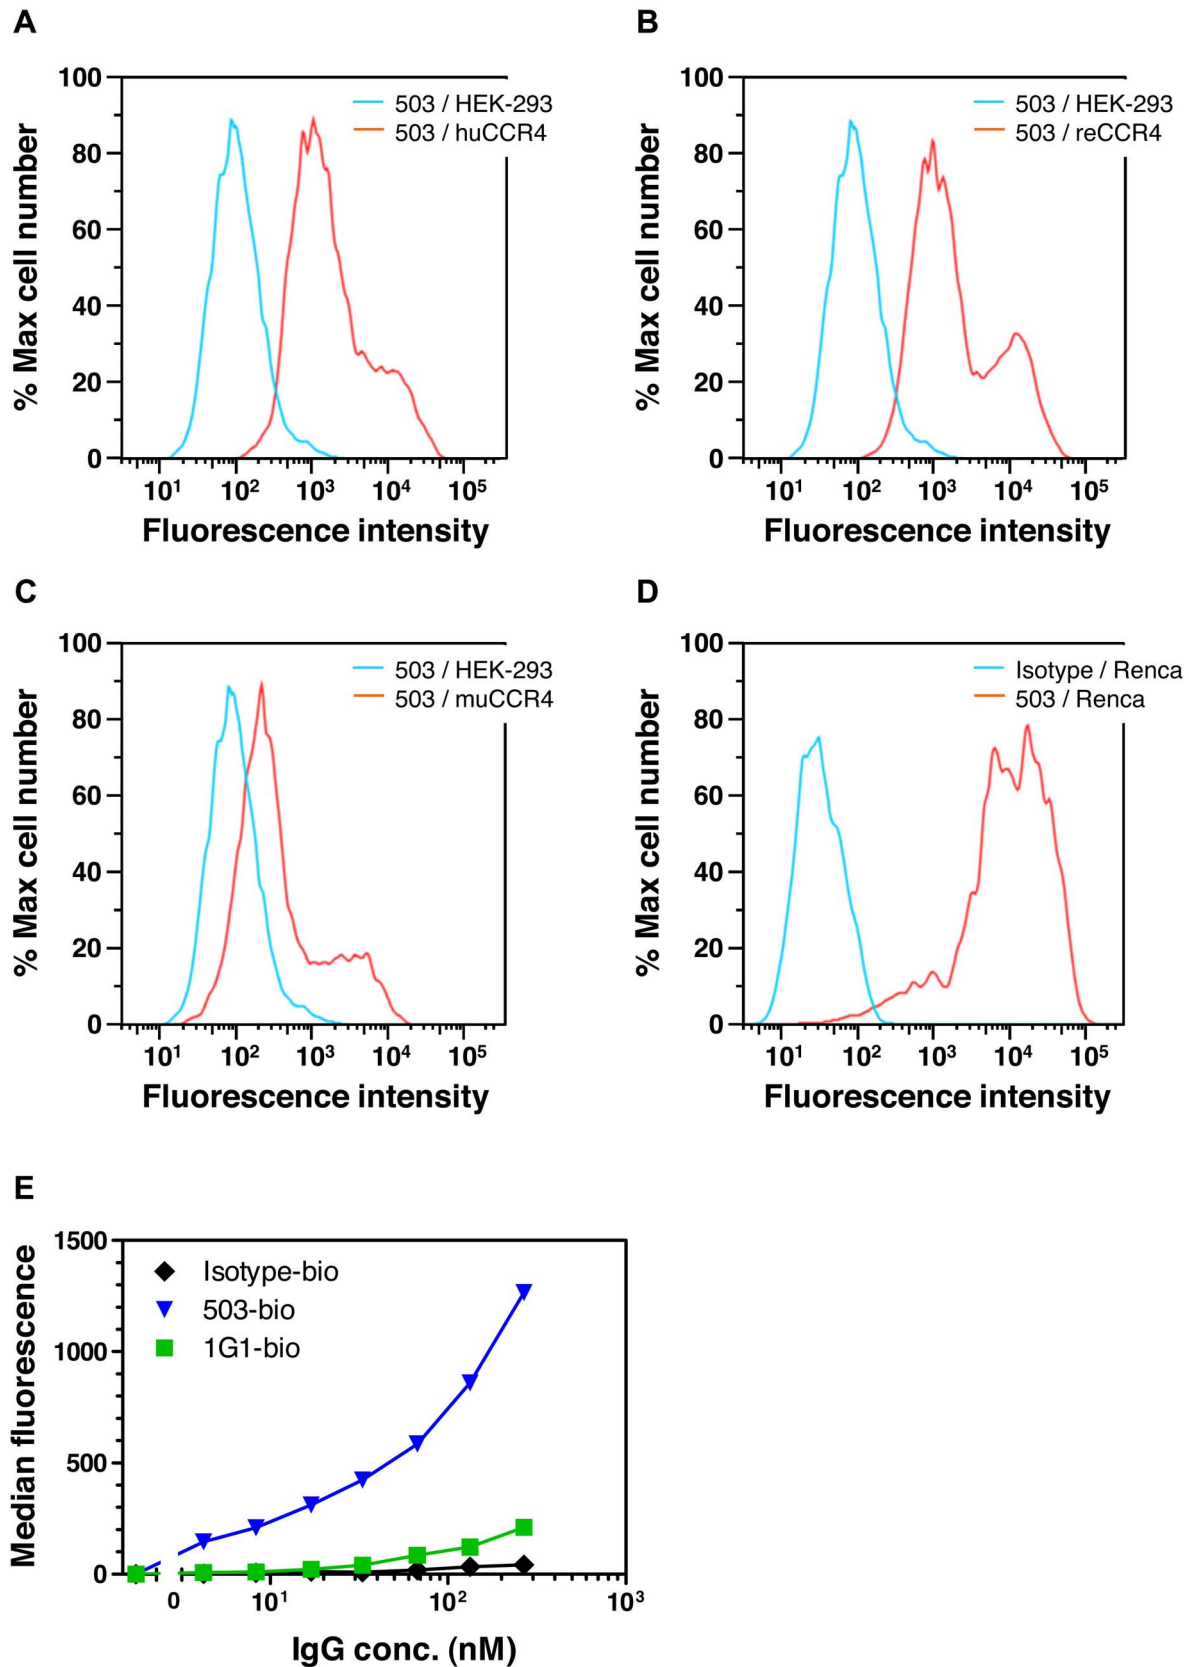 A
B
100
80
60
40
20
0
% Max cell number
503 / HEK-293
503 / huCCR4
10¹ 10² 10³ 10⁴ 10⁵
Fluorescence intensity
100
80
60
40
20
0
% Max cell number
503 / HEK-293
503 / reCCR4
10¹ 10² 10³ 10⁴ 10⁵
Fluorescence intensity
C
D
100
80
60
40
20
0
% Max cell number
503 / HEK-293
503 / muCCR4
10¹ 10² 10³ 10⁴ 10⁵
Fluorescence intensity
100
80
60
40
20
0
% Max cell number
Isotype / Renca
503 / Renca
10¹ 10² 10³ 10⁴ 10⁵
Fluorescence intensity
E
1500
1000
500
0
Median fluorescence
Isotype-bio
503-bio
1G1-bio
0 10¹ 10² 10³
IgG conc. (nM)